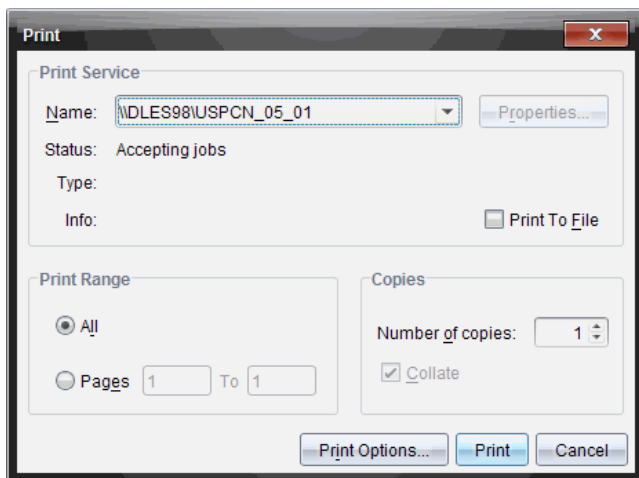 Print
Print Service
Name: \\DLES98\USPCN_05_01 Properties...
Status: Accepting jobs
Type:
Info: Print To File
Print Range
All
Pages 1 To 1
Copies
Number of copies: 1
Collate
Print Options... Print Cancel